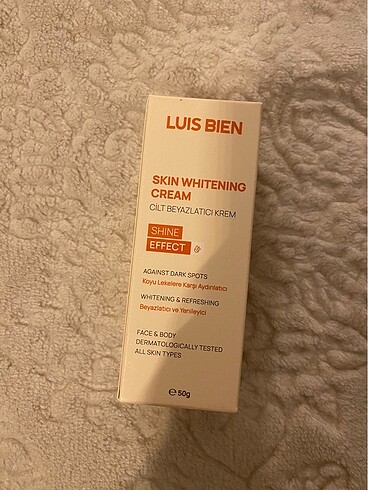 LUIS BIEN
SKIN WHITENING
CREAM
CİLT BEYAZLATICI KREM
SHINE
EFFECT
AGAINST DARK SPOTS
Koyu Lekelere Karşı Aydınlatıcı
WHITENING & REFRESHING
Beyazlatıcı ve Yenileyici
FACE & BODY
DERMATOLOGICALLY TESTED
ALL SKIN TYPES
℮ 50g